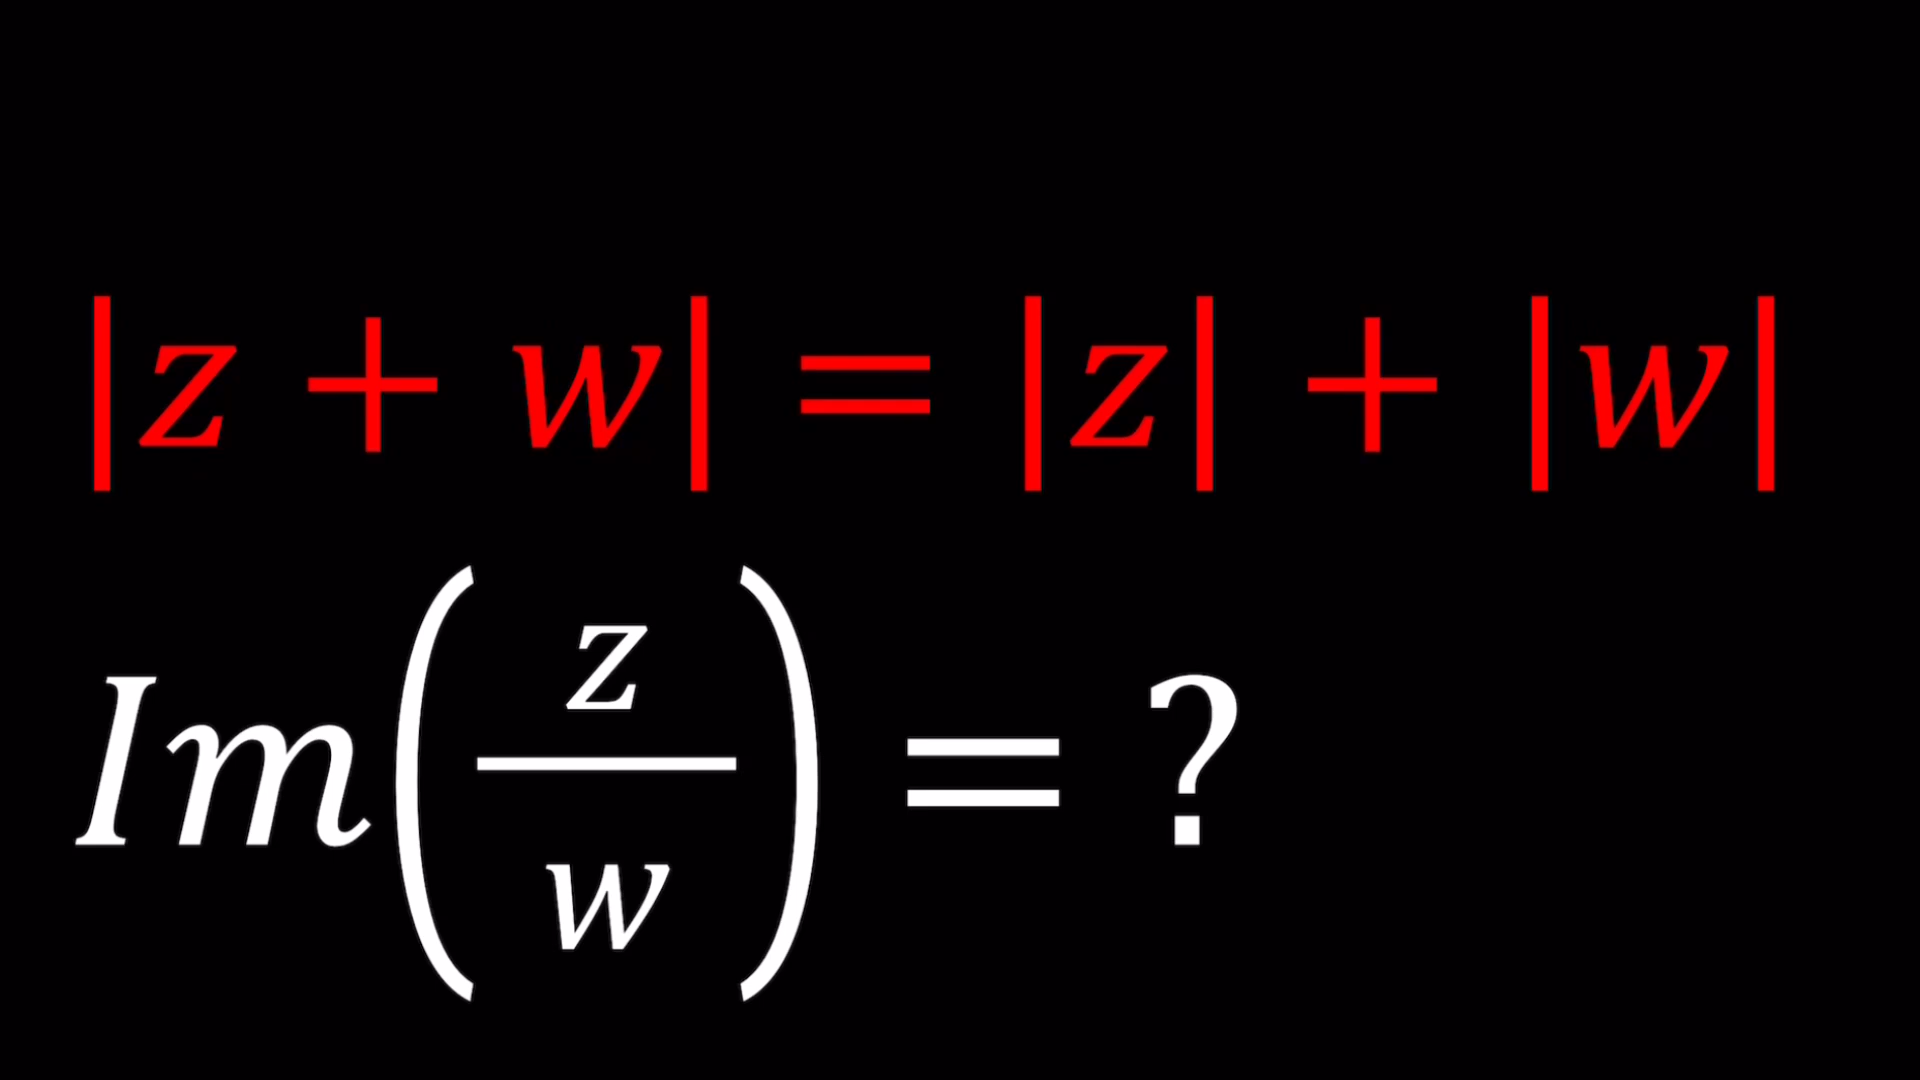 |z + w| = |z| + |w|
Im(z/w) = ?